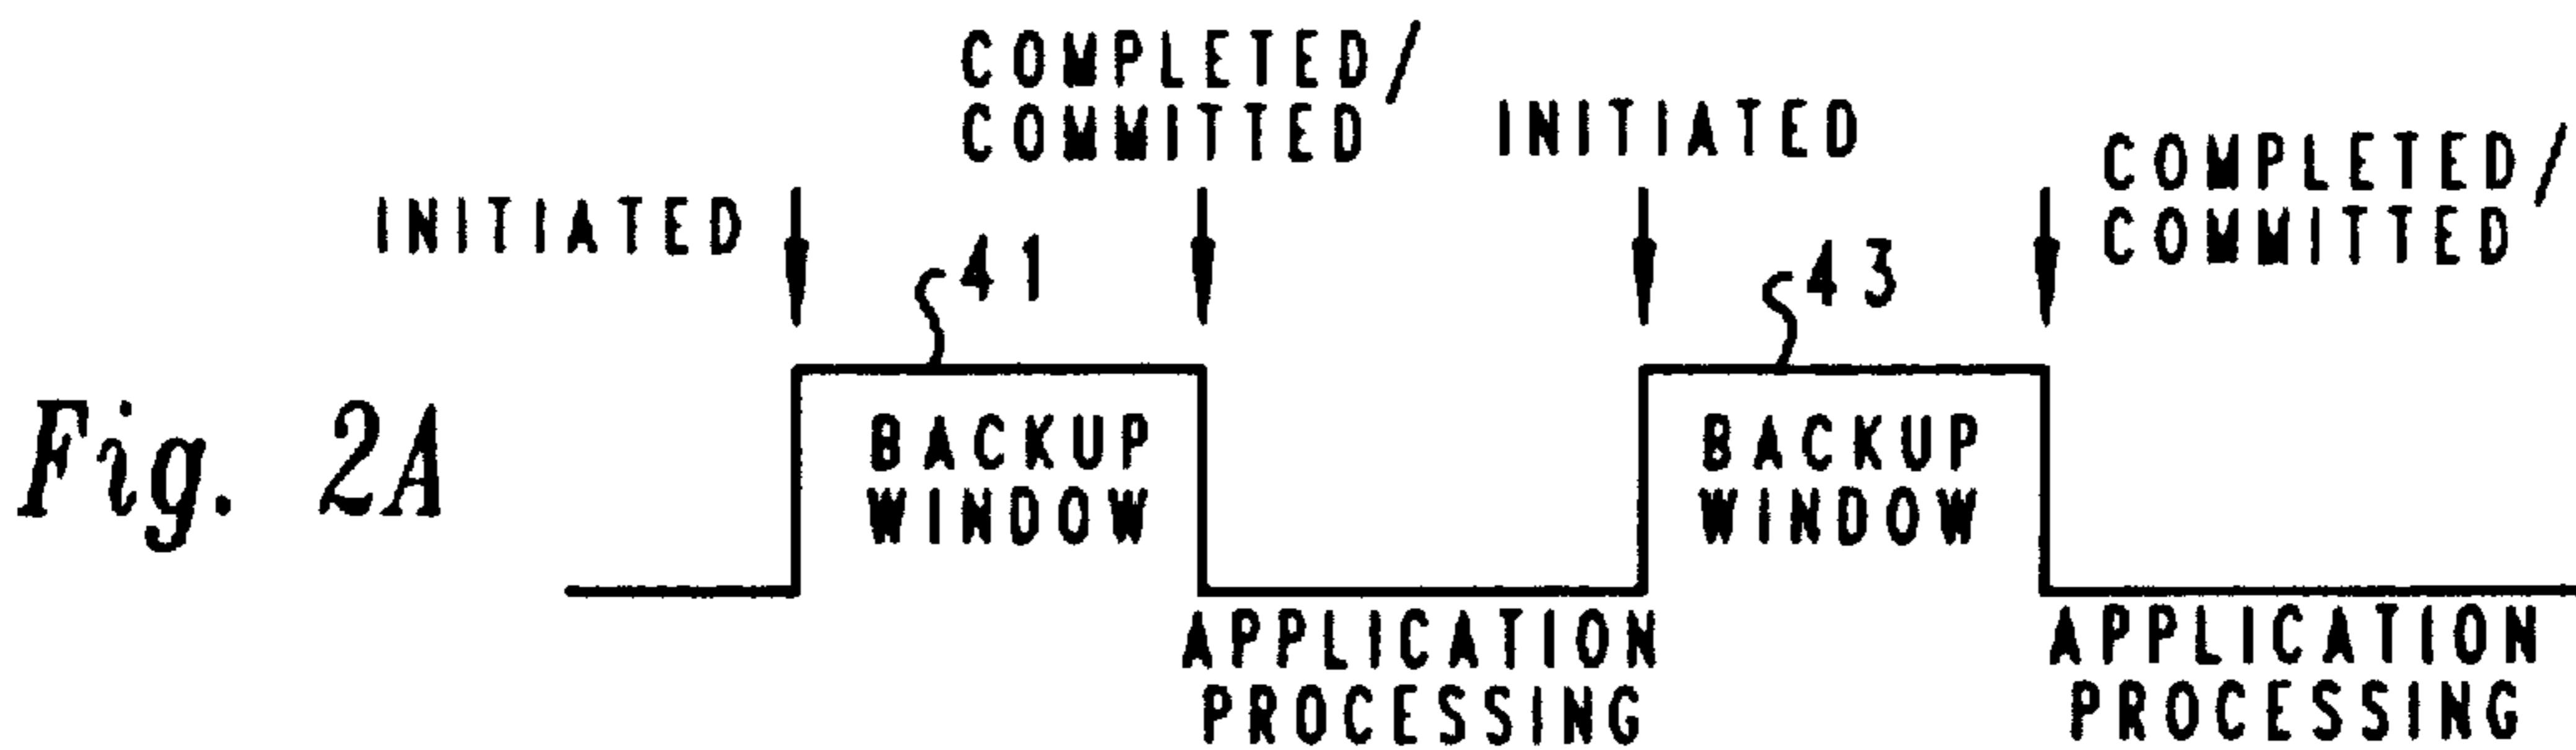 COMPLETED/
COMMITTED
INITIATED
INITIATED
COMPLETED/
COMMITTED
41
43
Fig. 2A
BACKUP
WINDOW
BACKUP
WINDOW
APPLICATION
PROCESSING
APPLICATION
PROCESSING